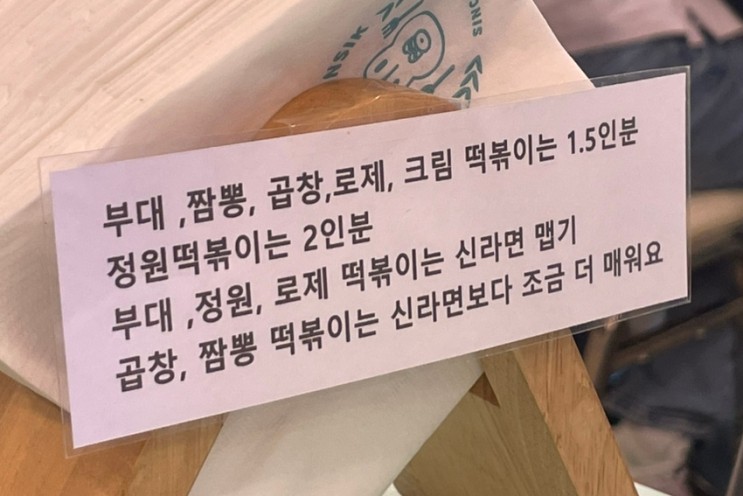 NSIK
SINC
부대 ,짬뽕, 곱창,로제, 크림 떡볶이는 1.5인분
정원떡볶이는 2인분
부대 ,정원, 로제 떡볶이는 신라면 맵기
곱창, 짬뽕 떡볶이는 신라면보다 조금 더 매워요